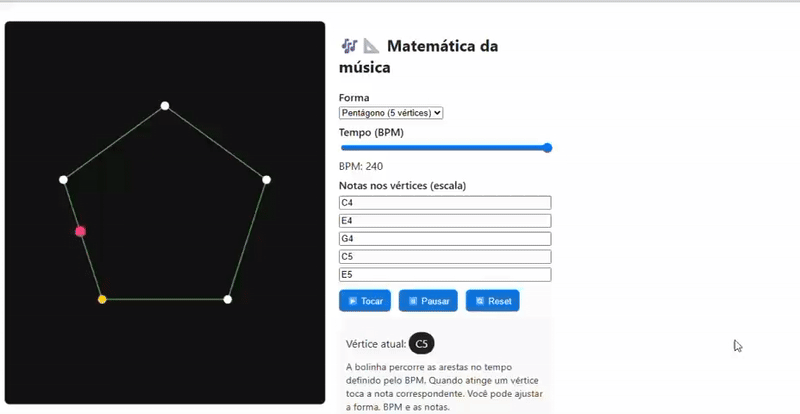 🎶 📐 Matemática da
música
Forma
Pentágono (5 vértices)
Tempo (BPM)
BPM: 240
Notas nos vértices (escala)
C4
E4
G4
C5
E5
Tocar Pausar Reset
Vértice atual: C5
A bolinha percorre as arestas no tempo
definido pelo BPM. Quando atinge um vértice
toca a nota correspondente. Você pode ajustar
a forma, BPM e as notas.